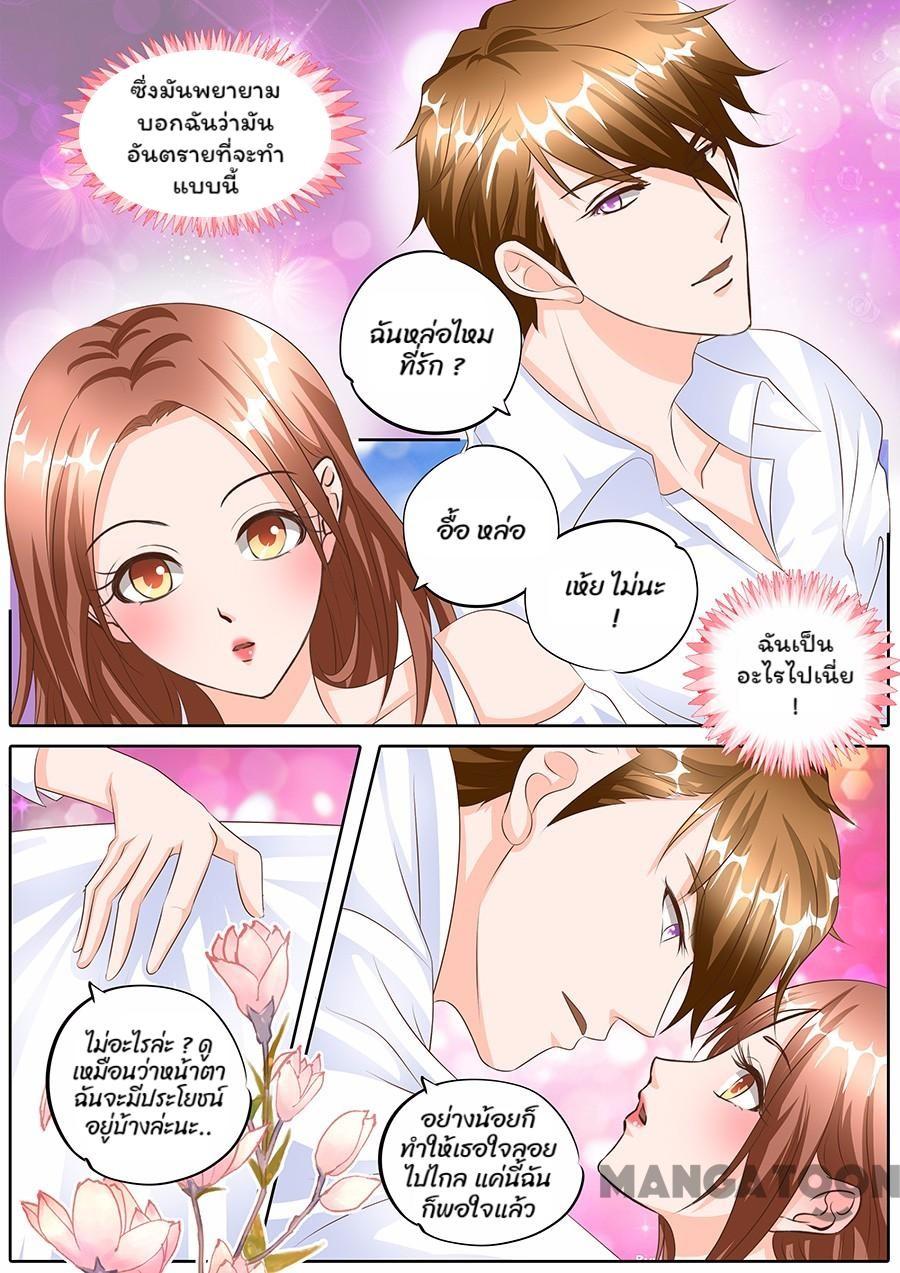 ซึ่งมันพยายาม
บอกฉันว่ามัน
อันตรายที่จะทำ
แบบนี้
ฉันหล่อไหม
ที่รัก ?
อื้อ หล่อ
เห้ย ไม่นะ
!
ฉันเป็น
อะไรไปเนี่ย
!
ไม่อะไรล่ะ ? ดู
เหมือนว่าหน้าตา
ฉันจะมีประโยชน์
อยู่บ้างล่ะนะ..
อย่างน้อยก็
ทำให้เธอใจลอย
ไปไกล แค่นี้ฉัน
ก็พอใจแล้ว
MANGATOON